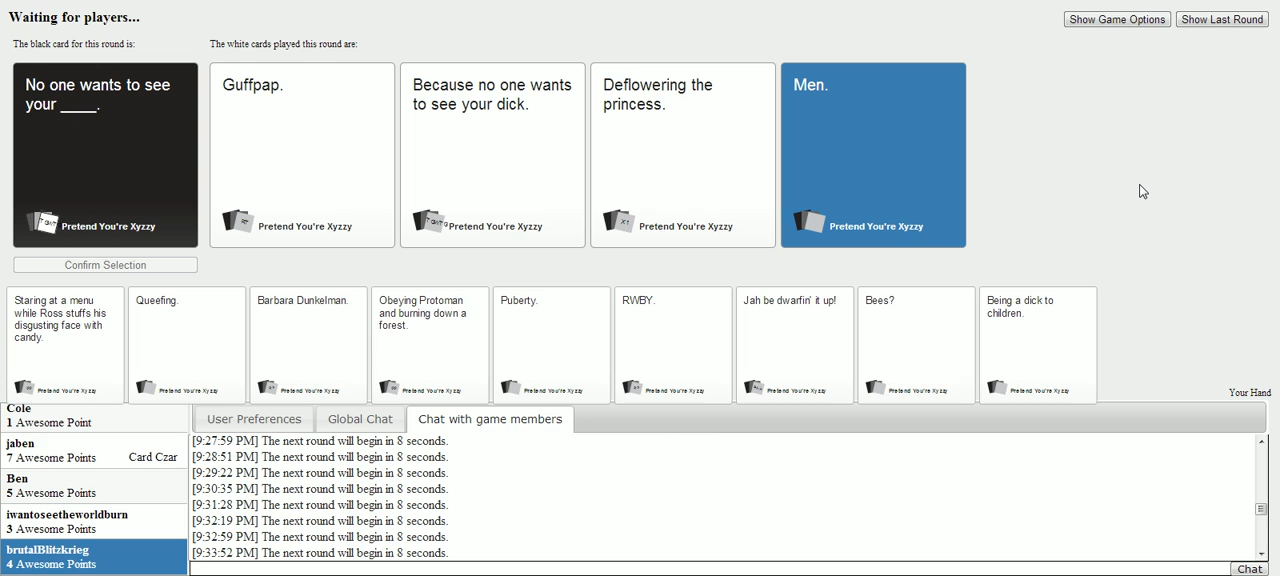 Waiting for players...
Show Game Options
Show Last Round
The black card for this round is:
The white cards played this round are:
No one wants to see
your ____.
Pretend You're Xyzzy
Guffpap.
Pretend You're Xyzzy
Because no one wants
to see your dick.
Pretend You're Xyzzy
Deflowering the
princess.
Pretend You're Xyzzy
Men.
Pretend You're Xyzzy
Confirm Selection
Staring at a menu
while Ross stuffs his
disgusting face with
candy.
Pretend You're Xyzzy
Queefing.
Pretend You're Xyzzy
Barbara Dunkelman.
Pretend You're Xyzzy
Obeying Protoman
and burning down a
forest.
Pretend You're Xyzzy
Puberty.
Pretend You're Xyzzy
RWBY.
Pretend You're Xyzzy
Jah be dwarfin' it up!
Pretend You're Xyzzy
Bees?
Pretend You're Xyzzy
Being a dick to
children.
Pretend You're Xyzzy
Your Hand
Cole
1 Awesome Point
jaben
7 Awesome Points Card Czar
Ben
5 Awesome Points
iwantoseetheworldburn
3 Awesome Points
brutalBlitzkrieg
4 Awesome Points
User Preferences
Global Chat
Chat with game members
[9:27:59 PM] The next round will begin in 8 seconds.
[9:28:51 PM] The next round will begin in 8 seconds.
[9:29:22 PM] The next round will begin in 8 seconds.
[9:30:35 PM] The next round will begin in 8 seconds.
[9:31:28 PM] The next round will begin in 8 seconds.
[9:32:19 PM] The next round will begin in 8 seconds.
[9:32:59 PM] The next round will begin in 8 seconds.
[9:33:52 PM] The next round will begin in 8 seconds.
Chat